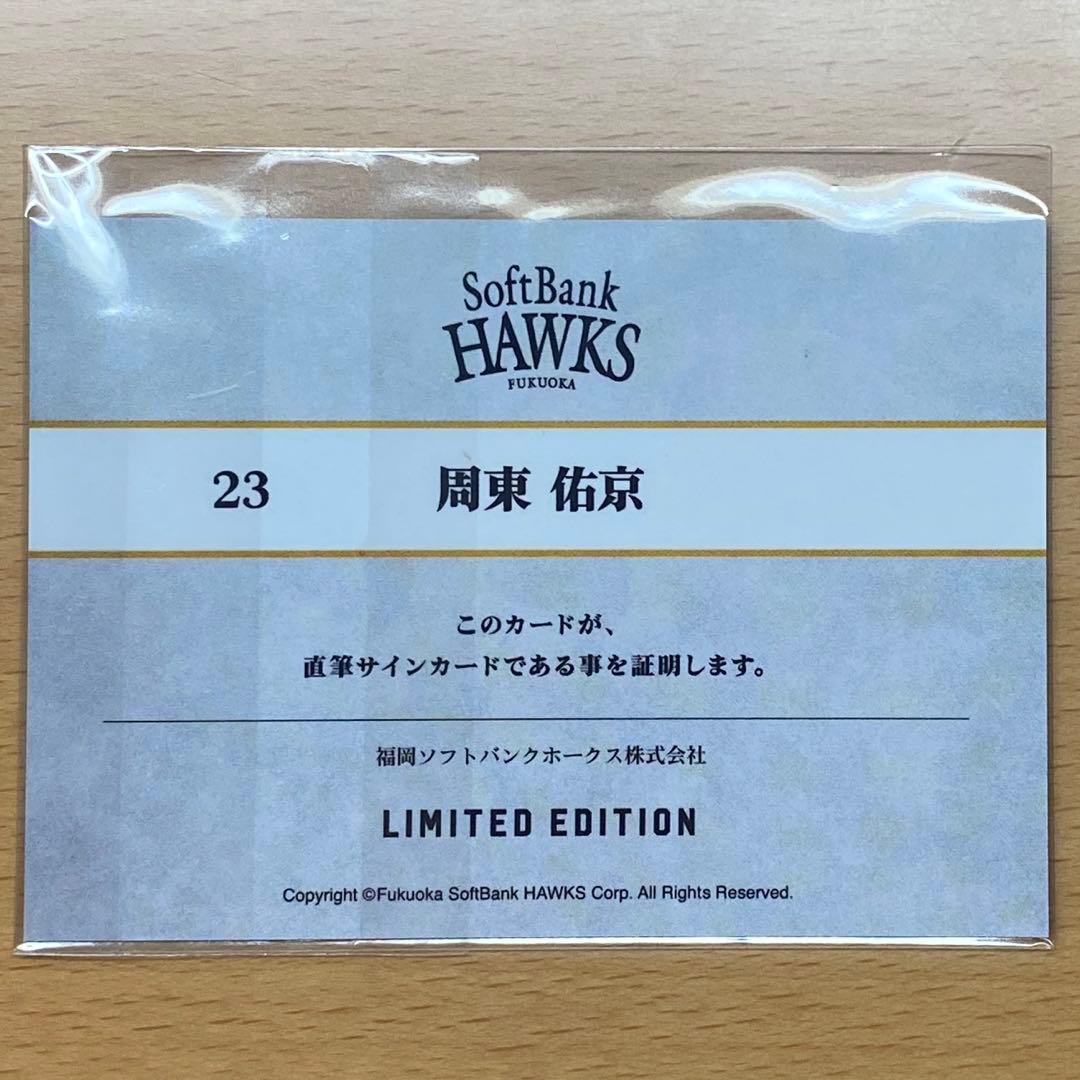 SoftBank
HAWKS
FUKUOKA
23 周東 佑京
このカードが、
直筆サインカードである事を証明します。
福岡ソフトバンクホークス株式会社
LIMITED EDITION
Copyright ©Fukuoka SoftBank HAWKS Corp. All Rights Reserved.